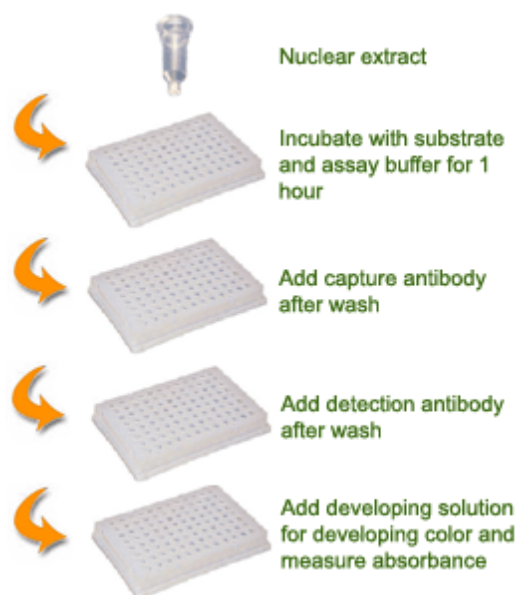 Nuclear extract
Incubate with substrate
and assay buffer for 1
hour
Add capture antibody
after wash
Add detection antibody
after wash
Add developing solution
for developing color and
measure absorbance